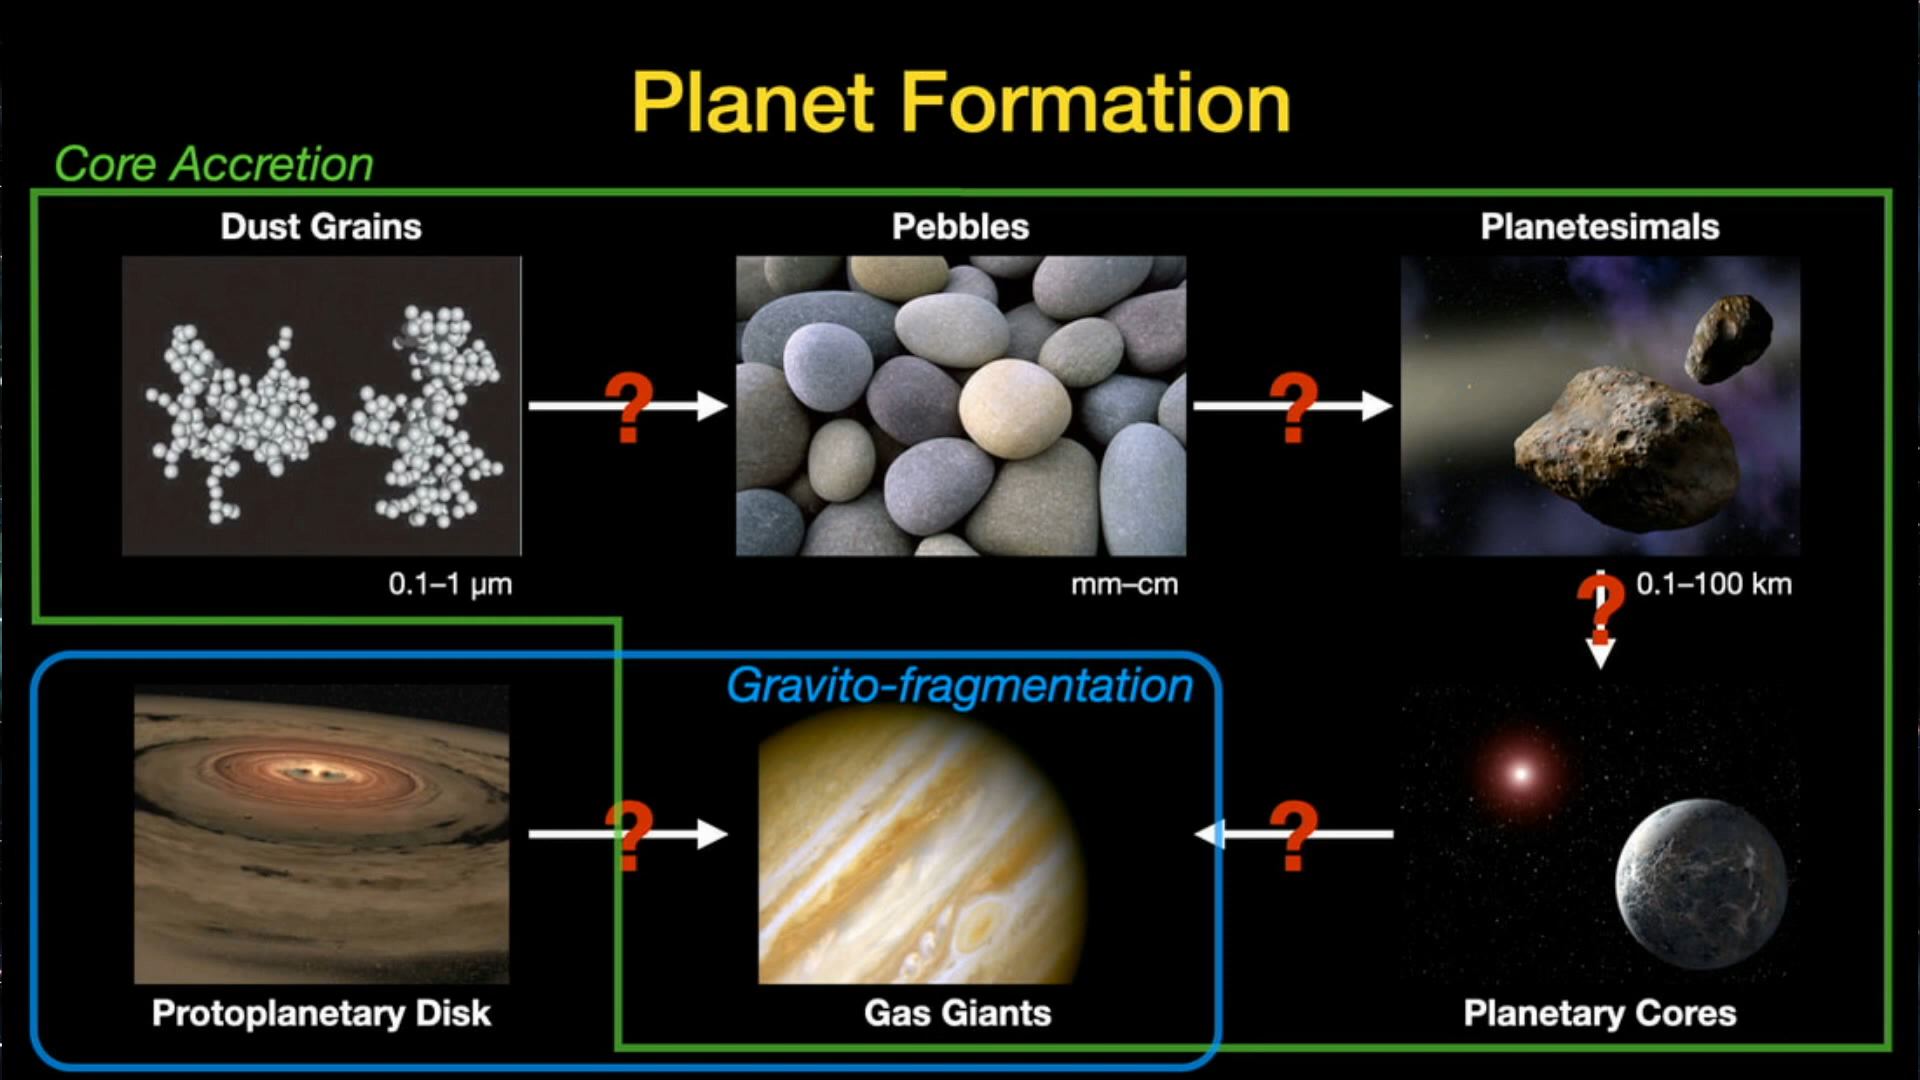 Planet Formation
Core Accretion
Dust Grains
Pebbles
Planetesimals
?
?
0.1–1 µm
mm–cm
?
0.1–100 km
Gravito-fragmentation
?
?
Protoplanetary Disk
Gas Giants
Planetary Cores